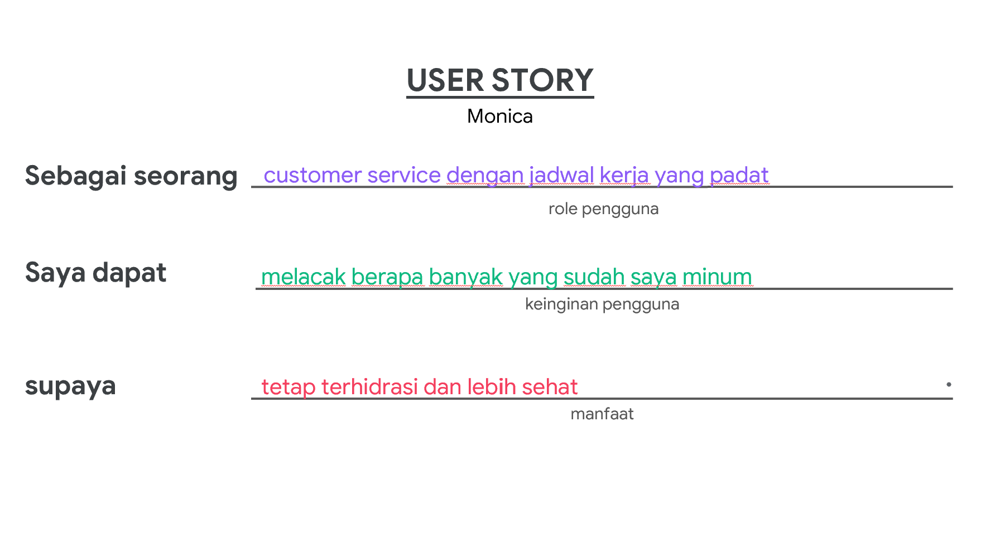 USER STORY
Monica
Sebagai seorang customer service dengan jadwal kerja yang padat
role pengguna
Saya dapat melacak berapa banyak yang sudah saya minum
keinginan pengguna
supaya tetap terhidrasi dan lebih sehat .
manfaat